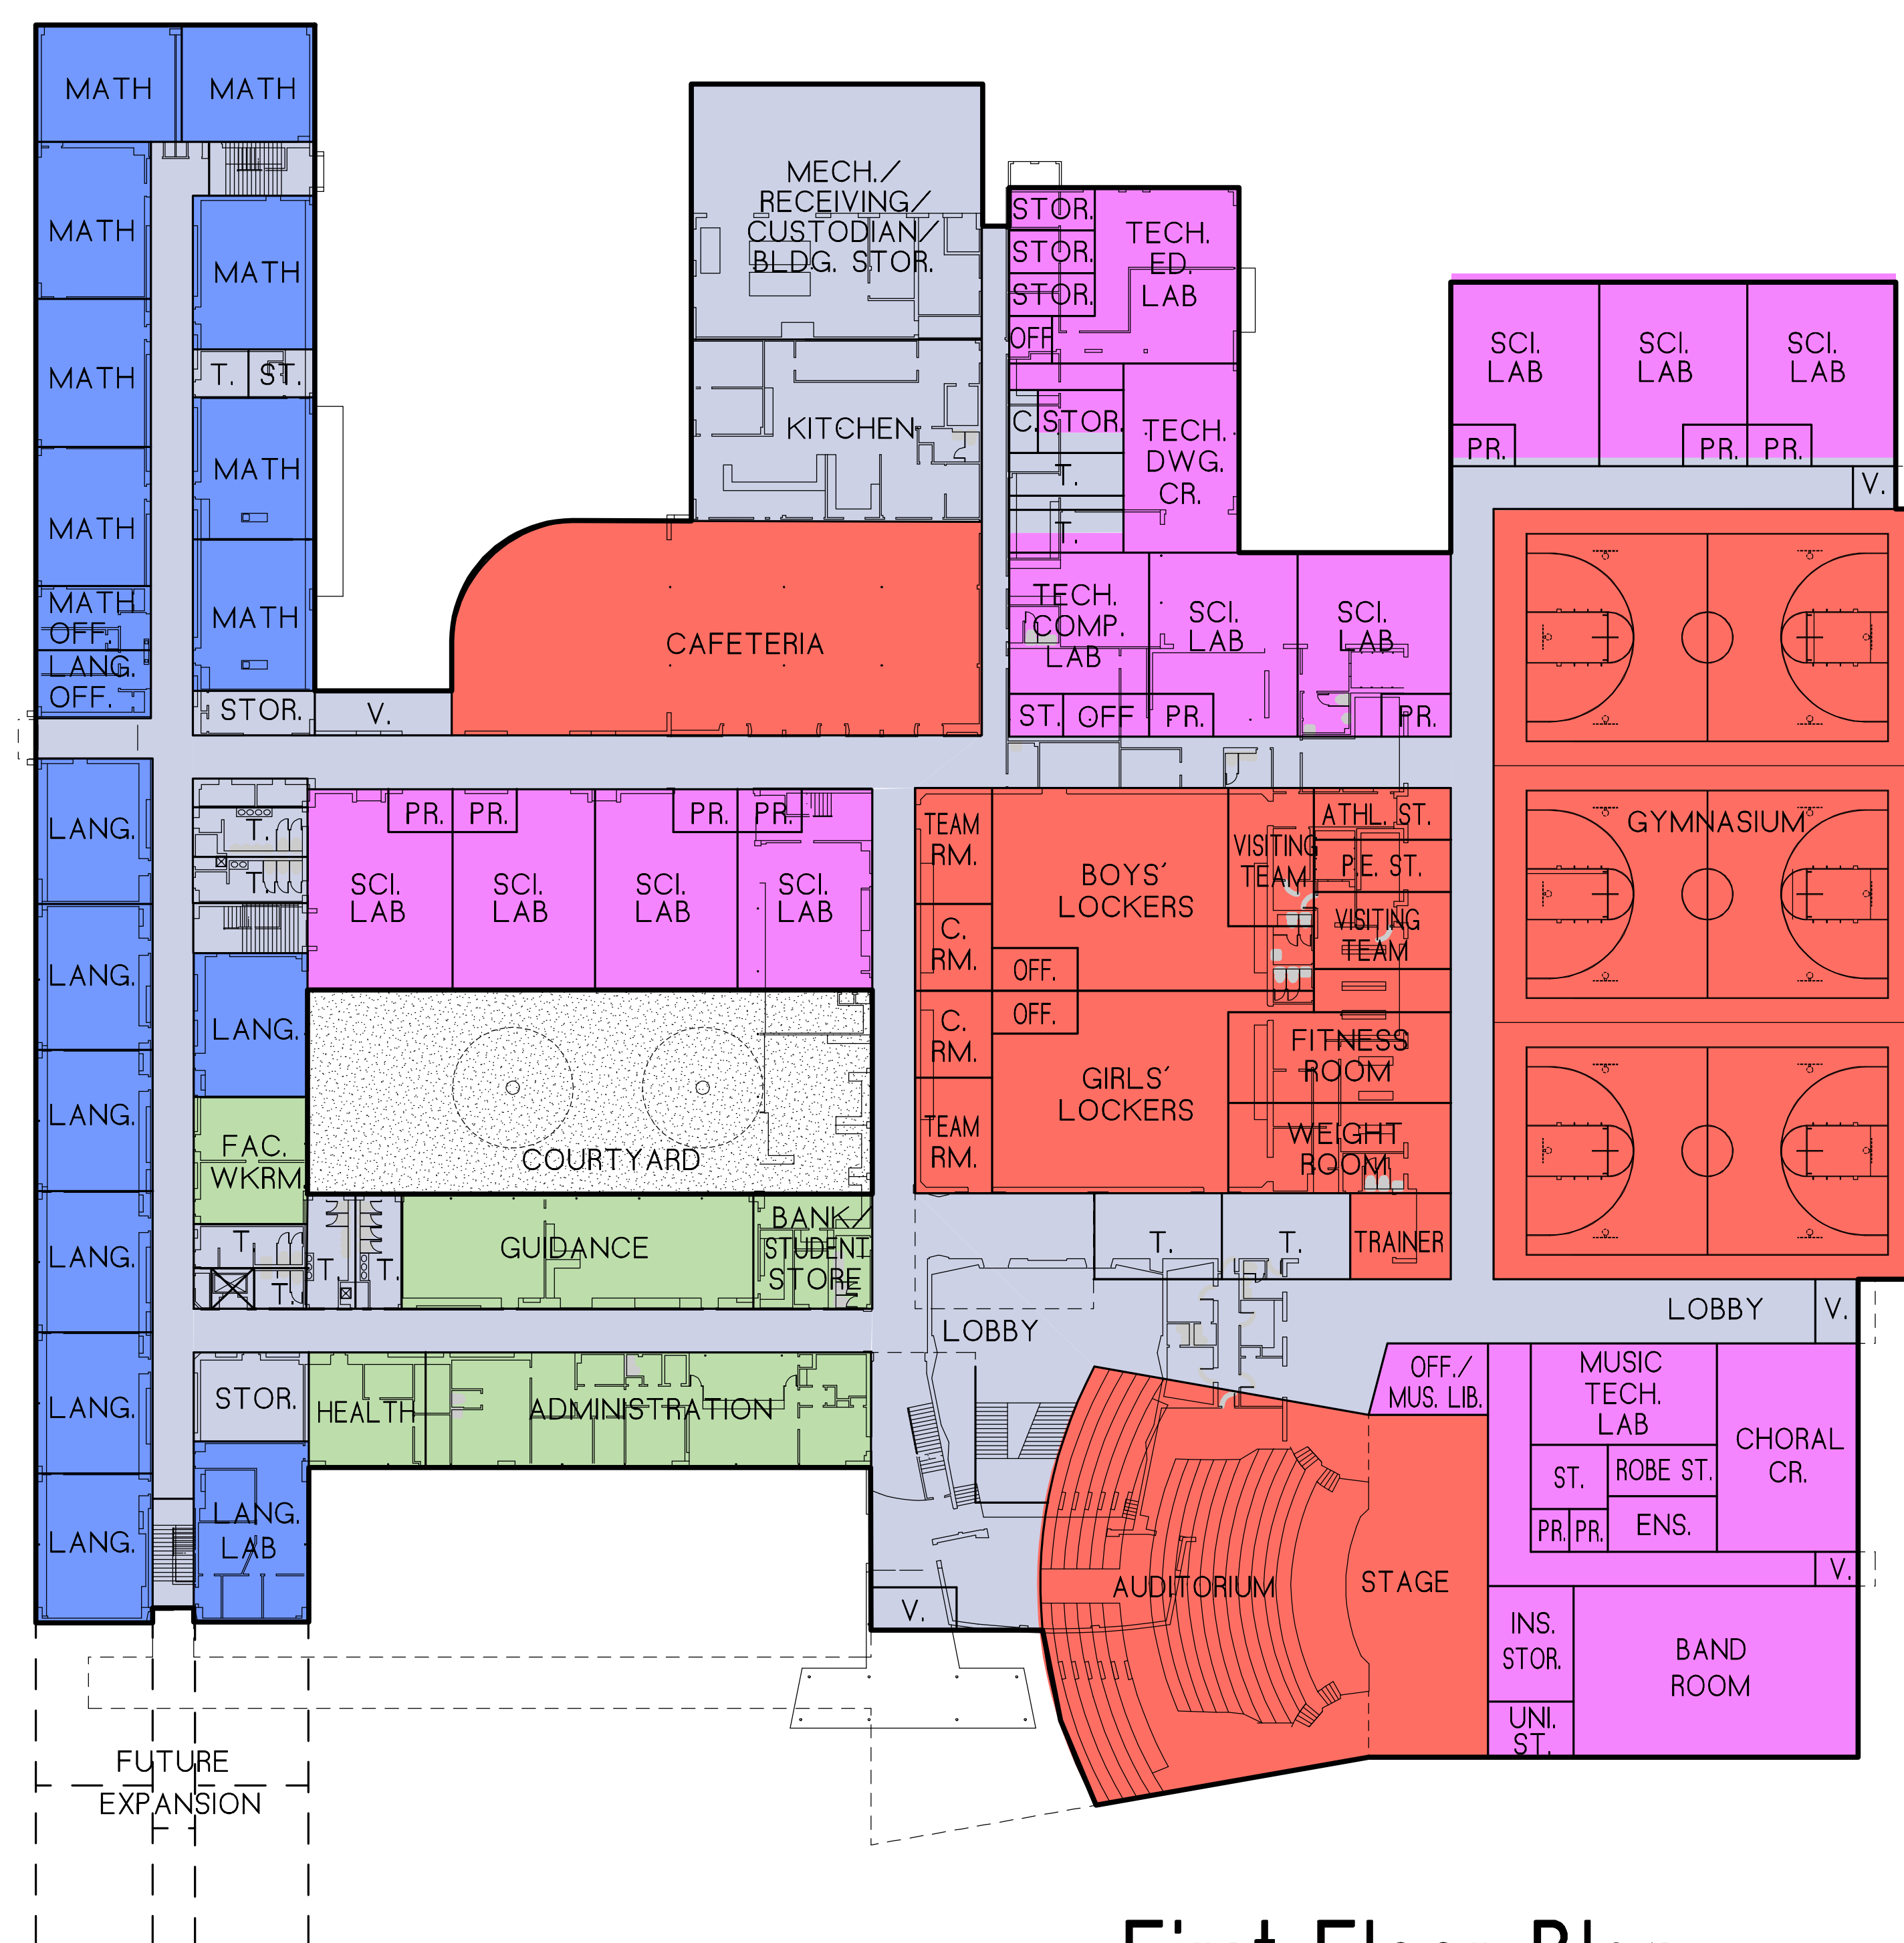 MATH
MATH
MATH
MATH
MATH
MATH
OFF.
LANG.
OFF.
MATH
T.
ST.
MATH
MATH
STOR.
V.
MECH./
RECEIVING/
CUSTODIAN/
BLDG. STOR.
KITCHEN
CAFETERIA
STOR.
STOR.
STOR.
OFF
TECH.
ED.
LAB
C.
STOR.
T.
T.
TECH.
DWG.
CR.
TECH.
COMP.
LAB
SCI.
LAB
SCI.
LAB
ST.
OFF
PR.
PR.
SCI.
LAB
SCI.
LAB
SCI.
LAB
PR.
PR.
PR.
V.
GYMNASIUM
LANG.
LANG.
LANG.
LANG.
LANG.
LANG.
T.
T.
LANG.
FAC.
WKRM.
T.
T.
T.
T.
PR.
PR.
PR.
PR.
SCI.
LAB
SCI.
LAB
SCI.
LAB
SCI.
LAB
COURTYARD
GUIDANCE
BANK/
STUDENT
STORE
STOR.
HEALTH
ADMINISTRATION
LANG.
LAB
TEAM
RM.
C.
RM.
C.
RM.
TEAM
RM.
BOYS'
LOCKERS
OFF.
OFF.
GIRLS'
LOCKERS
VISITING
TEAM
ATHL. ST.
P.E. ST.
VISITING
TEAM
FITNESS
ROOM
WEIGHT
ROOM
T.
T.
TRAINER
LOBBY
LOBBY
V.
V.
AUDITORIUM
STAGE
OFF./
MUS. LIB.
MUSIC
TECH.
LAB
CHORAL
CR.
ST.
ROBE ST.
PR.
PR.
ENS.
V.
INS.
STOR.
UNI.
ST.
BAND
ROOM
FUTURE
EXPANSION
First Floor Plan